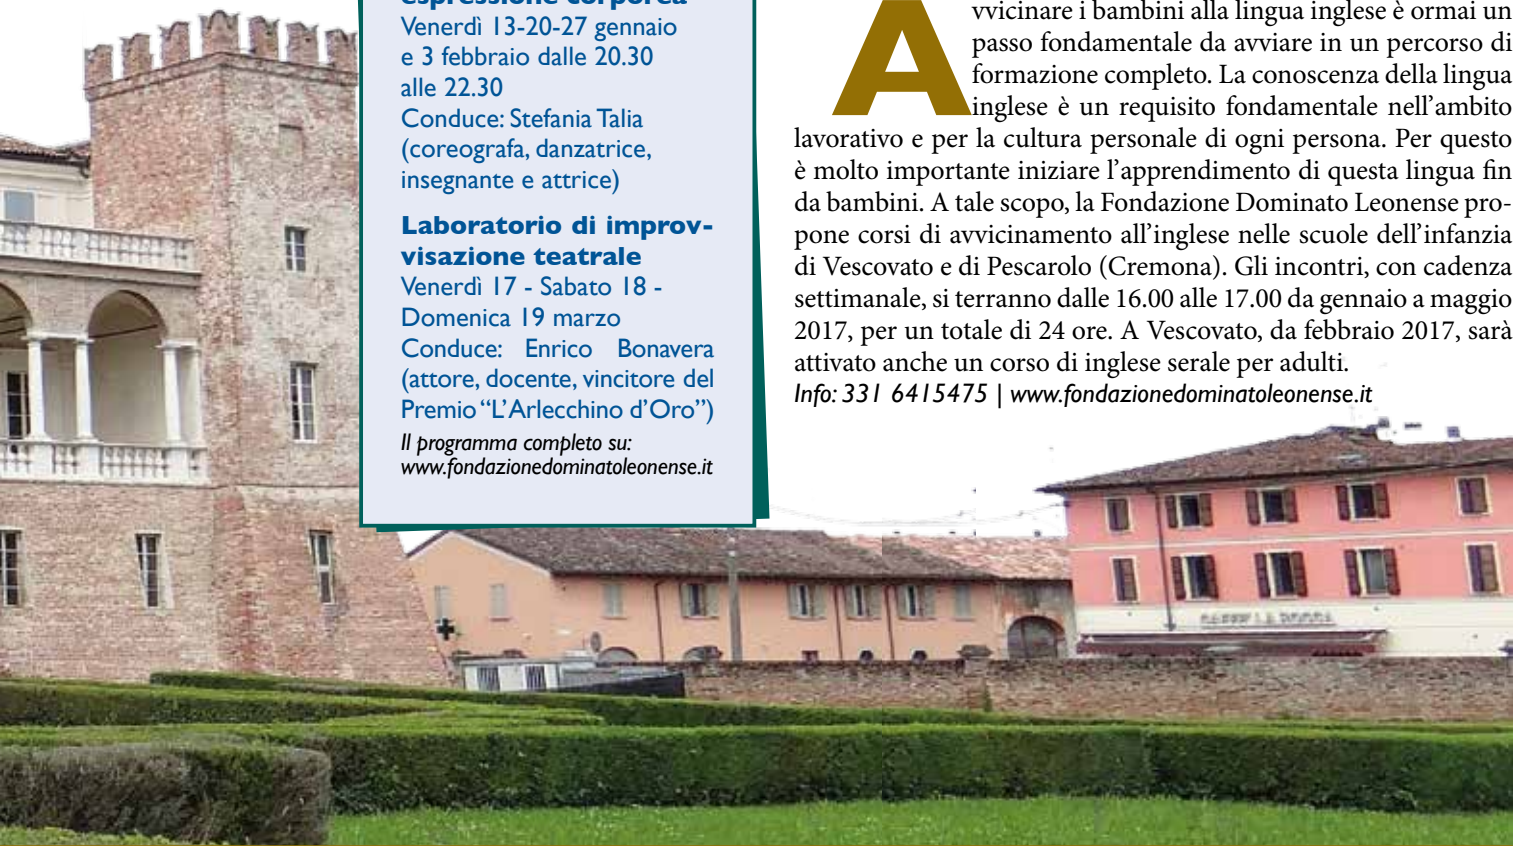 espressione corporea
Venerdì 13-20-27 gennaio
e 3 febbraio dalle 20.30
alle 22.30
Conduce: Stefania Talia
(coreografa, danzatrice,
insegnante e attrice)
Laboratorio di improv-
visazione teatrale
Venerdì 17 - Sabato 18 -
Domenica 19 marzo
Conduce: Enrico Bonavera
(attore, docente, vincitore del
Premio “L’Arlecchino d’Oro”)
Il programma completo su:
www.fondazionedominatoleonense.it
Avvicinare i bambini alla lingua inglese è ormai un
passo fondamentale da avviare in un percorso di
formazione completo. La conoscenza della lingua
inglese è un requisito fondamentale nell’ambito
lavorativo e per la cultura personale di ogni persona. Per questo
è molto importante iniziare l’apprendimento di questa lingua fin
da bambini. A tale scopo, la Fondazione Dominato Leonense pro-
pone corsi di avvicinamento all’inglese nelle scuole dell’infanzia
di Vescovato e di Pescarolo (Cremona). Gli incontri, con cadenza
settimanale, si terranno dalle 16.00 alle 17.00 da gennaio a maggio
2017, per un totale di 24 ore. A Vescovato, da febbraio 2017, sarà
attivato anche un corso di inglese serale per adulti.
Info: 331 6415475 | www.fondazionedominatoleonense.it
LA ROCCA